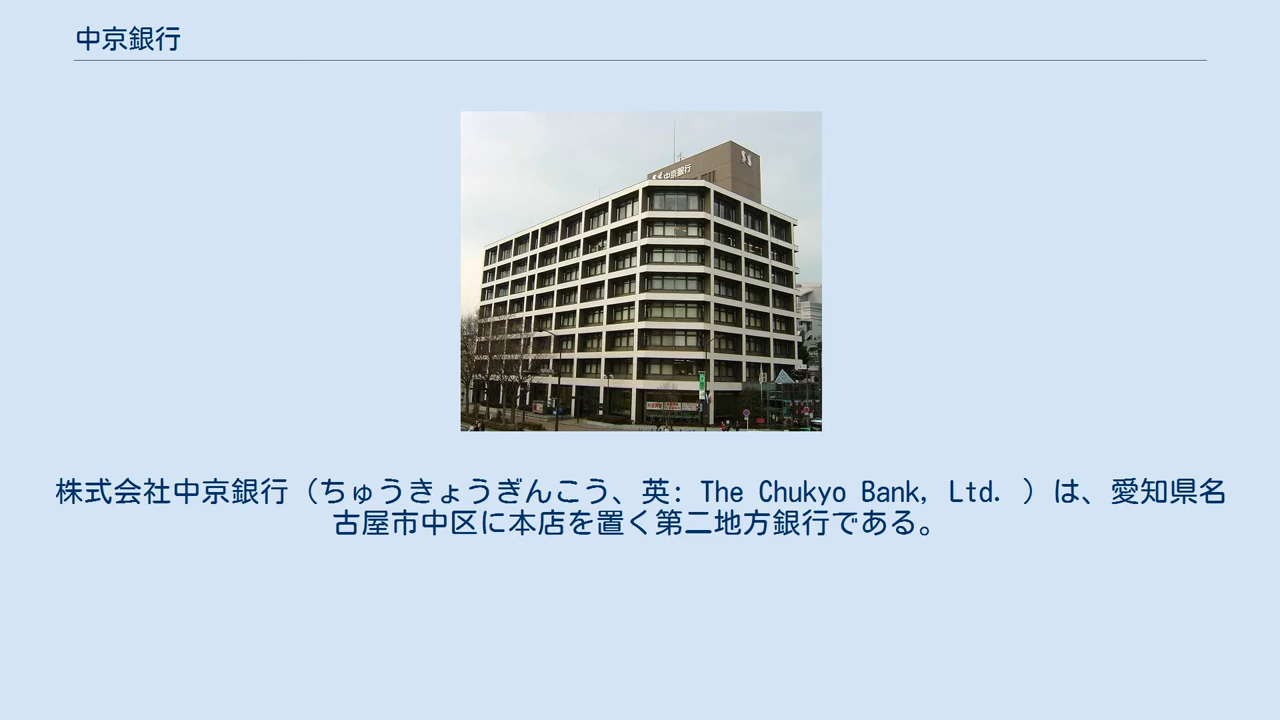 中京銀行
中京銀行
株式会社中京銀行（ちゅうきょうぎんこう、英: The Chukyo Bank, Ltd. ）は、愛知県名
古屋市中区に本店を置く第二地方銀行である。